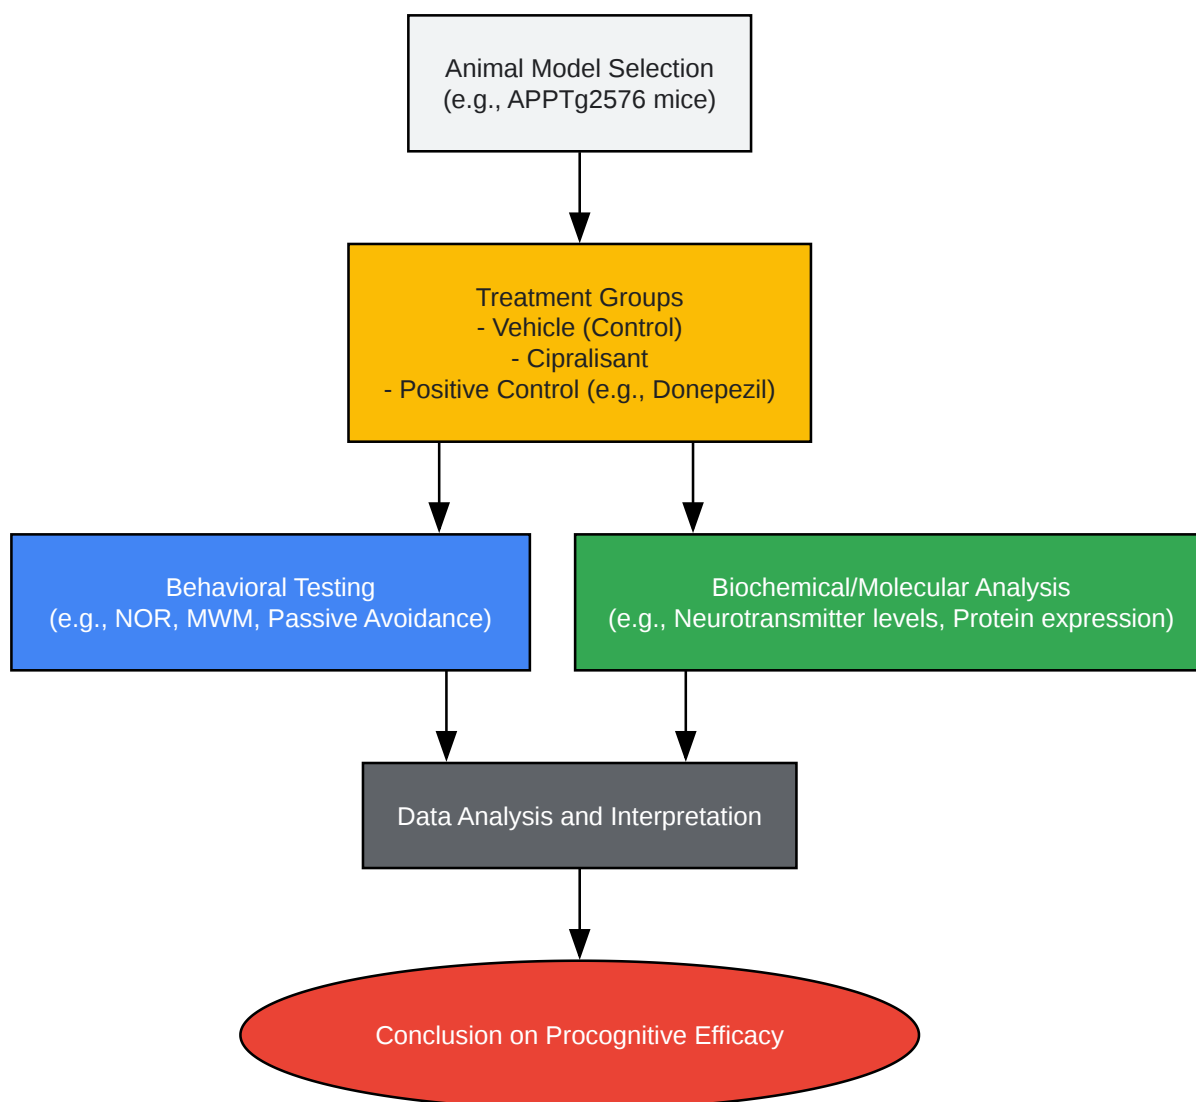 Animal Model Selection
(e.g., APPTg2576 mice)
Treatment Groups
- Vehicle (Control)
- Cipralisant
- Positive Control (e.g., Donepezil)
Behavioral Testing
(e.g., NOR, MWM, Passive Avoidance)
Biochemical/Molecular Analysis
(e.g., Neurotransmitter levels, Protein expression)
Data Analysis and Interpretation
Conclusion on Procognitive Efficacy